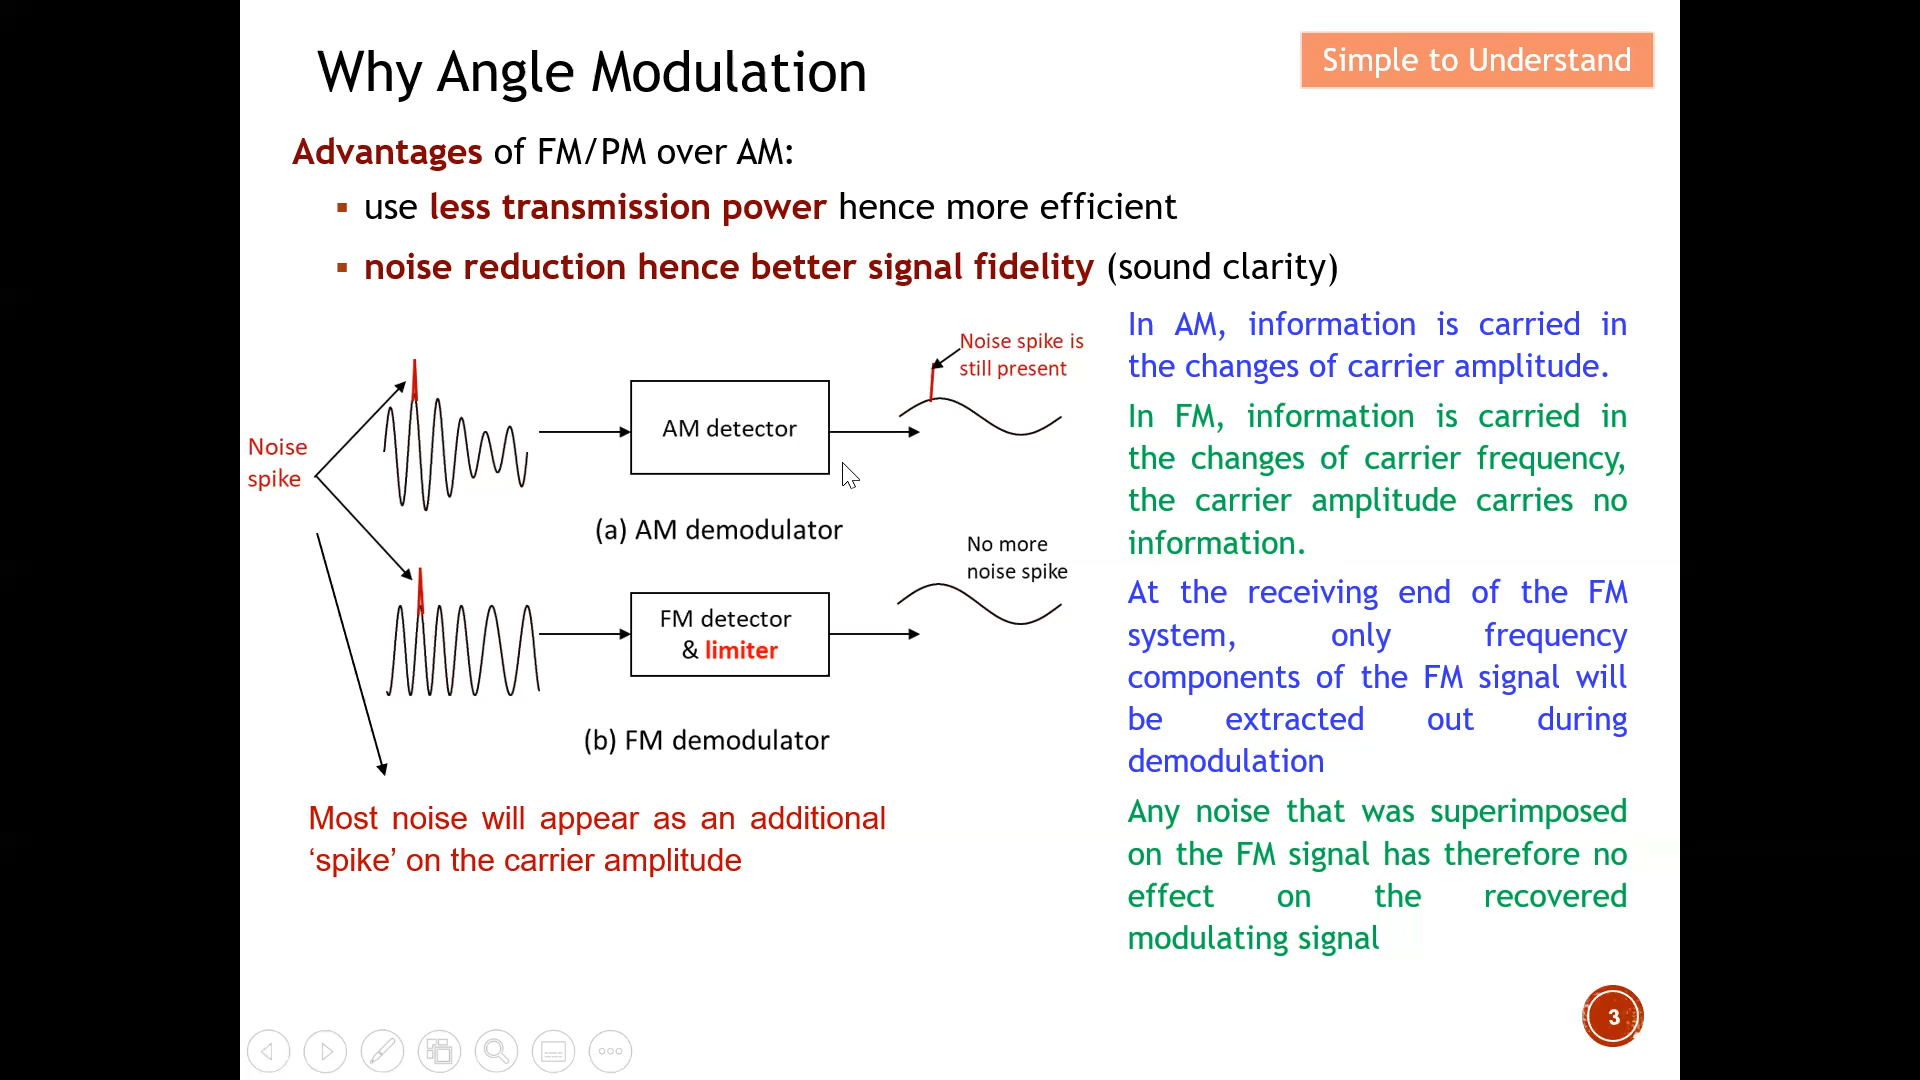 Why Angle Modulation
Simple to Understand
Advantages of FM/PM over AM:
▪ use less transmission power hence more efficient
▪ noise reduction hence better signal fidelity (sound clarity)
Noise
spike
AM detector
Noise spike is
still present
(a) AM demodulator
FM detector
& limiter
No more
noise spike
(b) FM demodulator
Most noise will appear as an additional
‘spike’ on the carrier amplitude
In AM, information is carried in
the changes of carrier amplitude.
In FM, information is carried in
the changes of carrier frequency,
the carrier amplitude carries no
information.
At the receiving end of the FM
system, only frequency
components of the FM signal will
be extracted out during
demodulation
Any noise that was superimposed
on the FM signal has therefore no
effect on the recovered
modulating signal
3